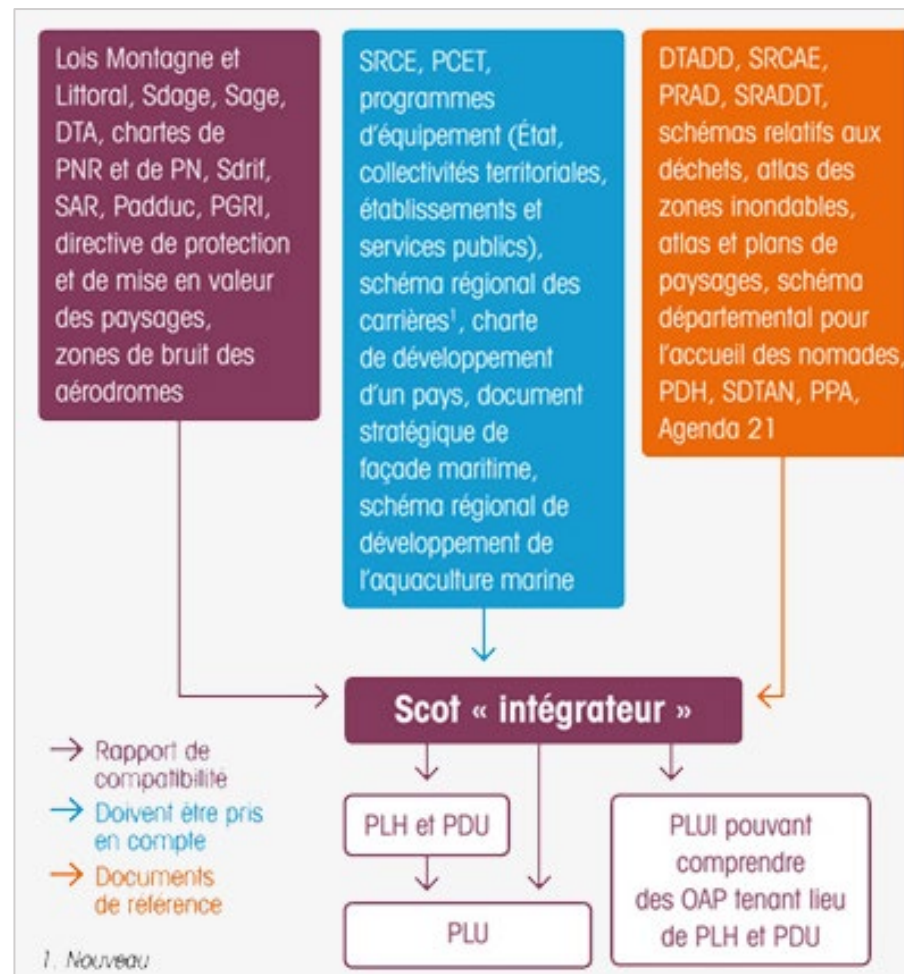 Lois Montagne et
Littoral, Sdage, Sage,
DTA, chartes de
PNR et de PN, Sdrif,
SAR, Padduc, PGRI,
directive de protection
et de mise en valeur
des paysages,
zones de bruit des
aérodromes
SRCE, PCET,
programmes
d'équipement (État,
collectivités territoriales,
établissements et
services publics),
schéma régional des
carrières¹, charte
de développement
d'un pays, document
stratégique de
façade maritime,
schéma régional de
développement de
l'aquaculture marine
DTADD, SRCAE,
PRAD, SRADDT,
schémas relatifs aux
déchets, atlas des
zones inondables,
atlas et plans de
paysages, schéma
départemental pour
l'accueil des nomades,
PDH, SDTAN, PPA,
Agenda 21
Scot « intégrateur »
Rapport de
compatibilité
Doivent être pris
en compte
Documents
de référence
PLH et PDU
PLU
PLUI pouvant
comprendre
des OAP tenant lieu
de PLH et PDU
1. Nouveau